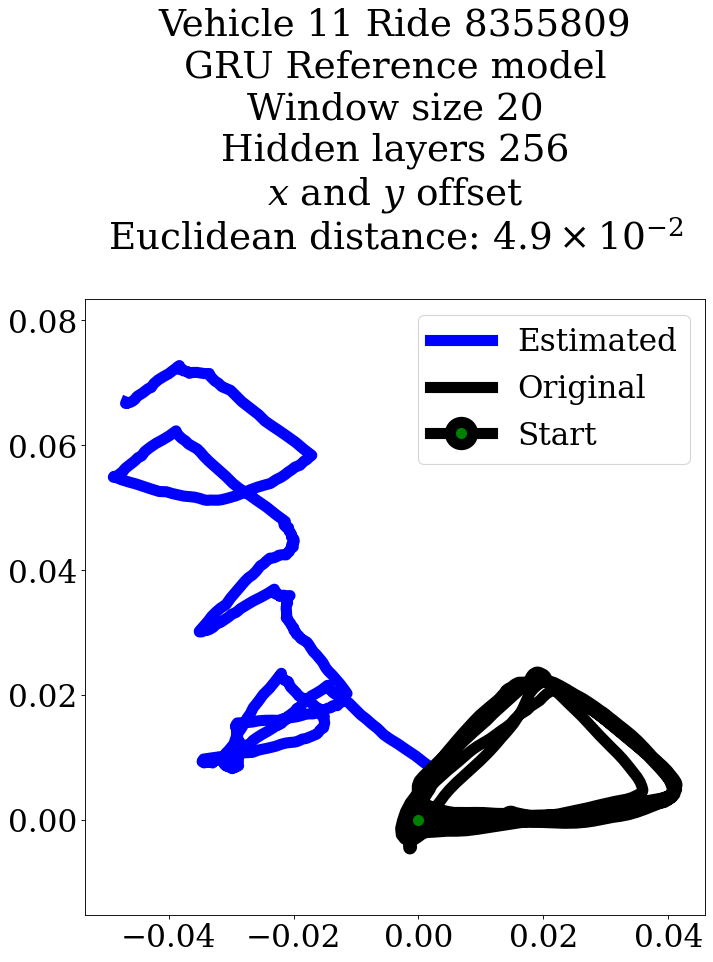 Vehicle 11 Ride 8355809
GRU Reference model
Window size 20
Hidden layers 256
x and y offset
Euclidean distance: 4.9 × 10⁻²
Estimated
Original
Start
0.08
0.06
0.04
0.02
0.00
−0.04 −0.02 0.00 0.02 0.04